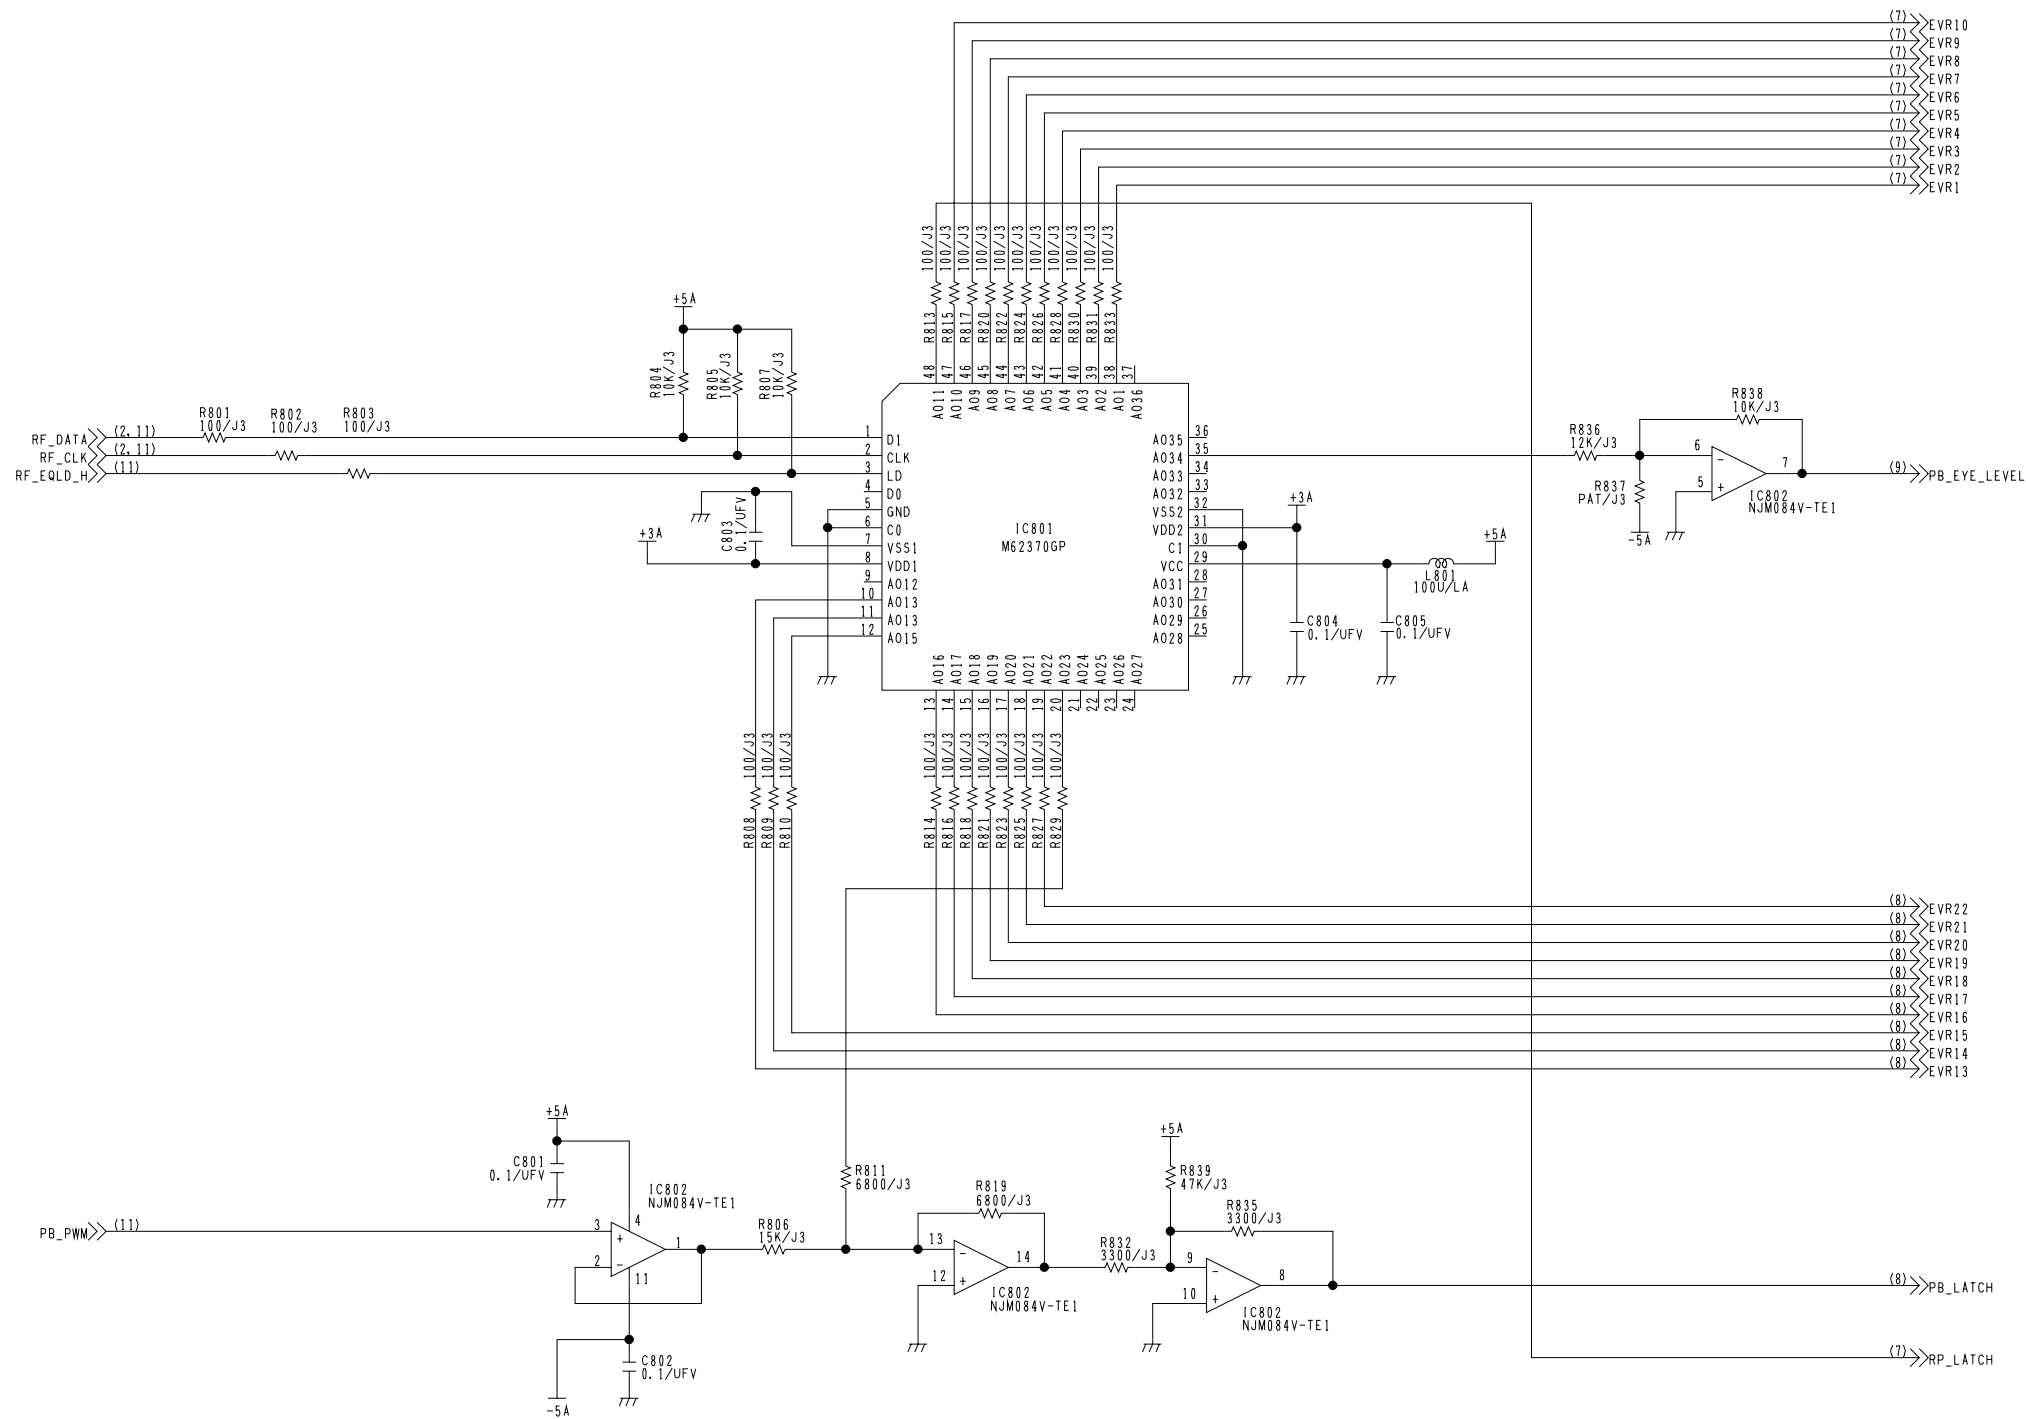 (7) EVR10
(7) EVR9
(7) EVR8
(7) EVR7
(7) EVR6
(7) EVR5
(7) EVR4
(7) EVR3
(7) EVR2
(7) EVR1
100/J3 100/J3 100/J3 100/J3 100/J3 100/J3 100/J3 100/J3 100/J3 100/J3 100/J3
R813 R815 R817 R820 R822 R824 R826 R828 R830 R831 R833
48 47 46 45 44 43 42 41 40 39 38 37
AO11 AO10 AO9 AO8 AO7 AO6 AO5 AO4 AO3 AO2 AO1 AO36
+5A
R804
10K/J3
R805
10K/J3
R807
10K/J3
R801
100/J3
R802
100/J3
R803
100/J3
RF_DATA (2,11)
RF_CLK (2,11)
RF_EQLD_H (11)
1 D1
2 CLK
3 LD
4 D0
5 GND
6 C0
7 VSS1
8 VDD1
9 AO12
10 AO13
11 AO13
12 AO15
C803
0.1/UFV
+3A
IC801
M62370GP
AO35 36
AO34 35
AO33 34
AO32 33
VSS2 32
VDD2 31
C1 30
VCC 29
AO31 28
AO30 27
AO29 26
AO28 25
+3A
C804
0.1/UFV
C805
0.1/UFV
L801
100U/LA
+5A
R836
12K/J3
R837
PAT/J3
-5A
R838
10K/J3
6
5
7
IC802
NJM084V-TE1
(9) PB_EYE_LEVEL
AO16 AO17 AO18 AO19 AO20 AO21 AO22 AO23 AO24 AO25 AO26 AO27
13 14 15 16 17 18 19 20 21 22 23 24
100/J3 100/J3 100/J3 100/J3 100/J3 100/J3 100/J3 100/J3 100/J3 100/J3 100/J3
R808 R809 R810 R814 R816 R818 R821 R823 R825 R827 R829
(8) EVR22
(8) EVR21
(8) EVR20
(8) EVR19
(8) EVR18
(8) EVR17
(8) EVR16
(8) EVR15
(8) EVR14
(8) EVR13
+5A
C801
0.1/UFV
IC802
NJM084V-TE1
PB_PWM (11)
3
2
4
11
1
+
-
-5A
C802
0.1/UFV
R806
15K/J3
R811
6800/J3
R819
6800/J3
13
12
14
IC802
NJM084V-TE1
R832
3300/J3
+5A
R839
47K/J3
R835
3300/J3
9
10
8
IC802
NJM084V-TE1
(8) PB_LATCH
(7) RP_LATCH